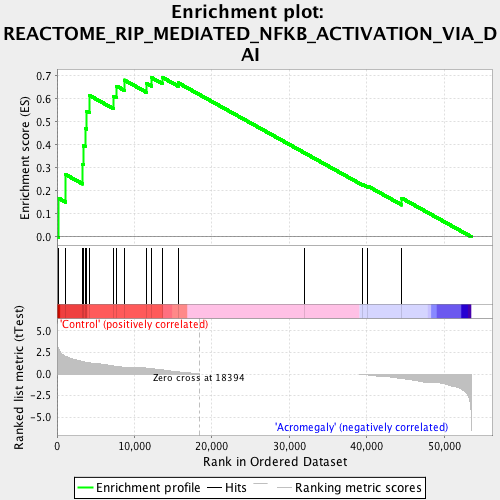 Enrichment plot:
REACTOME_RIP_MEDIATED_NFKB_ACTIVATION_VIA_D
AI
Enrichment score (ES)
0.7
0.6
0.5
0.4
0.3
0.2
0.1
0.0
'Control' (positively correlated)
Ranked list metric (tTest)
5.0
2.5
0.0
-2.5
-5.0
Zero cross at 18394
'Acromegaly' (negatively correlated)
0
10,000
20,000
30,000
40,000
50,000
Rank in Ordered Dataset
Enrichment profile
Hits
Ranking metric scores